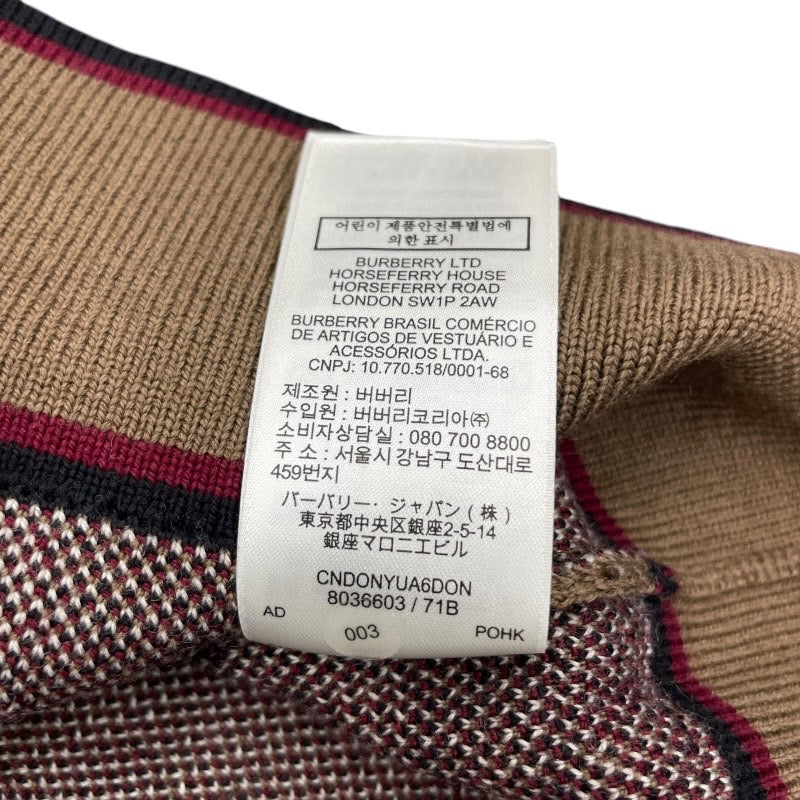 어린이 제품안전특별법에
의한 표시
BURBERRY LTD
HORSEFERRY HOUSE
HORSEFERRY ROAD
LONDON SW1P 2AW
BURBERRY BRASIL COMÉRCIO
DE ARTIGOS DE VESTUÁRIO E
ACESSÓRIOS LTDA.
CNPJ: 10.770.518/0001-68
제조원 : 버버리
수입원 : 버버리코리아㈜
소비자상담실 : 080 700 8800
주 소 : 서울시 강남구 도산대로
459번지
バーバリー・ジャパン(株)
東京都中央区銀座2-5-14
銀座マロニエビル
CNDONYUA6DON
8036603 / 71B
AD 003 POHK